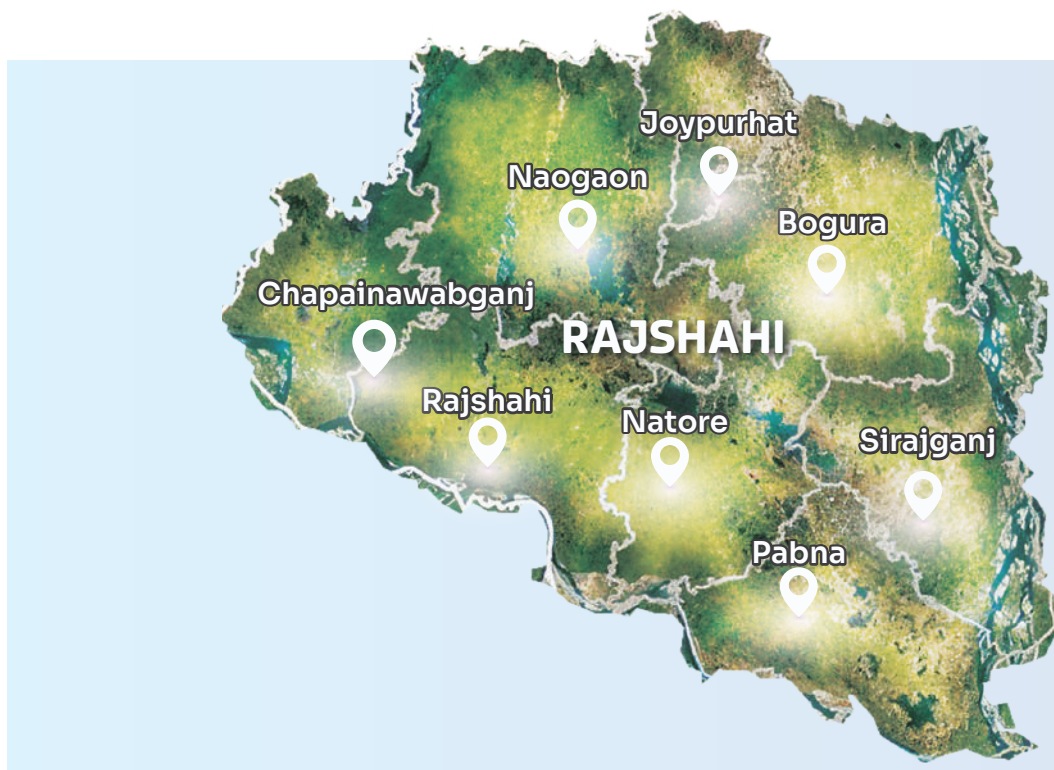 Joypurhat
Naogaon
Bogura
Chapainawabganj
RAJSHAHI
Rajshahi
Natore
Sirajganj
Pabna